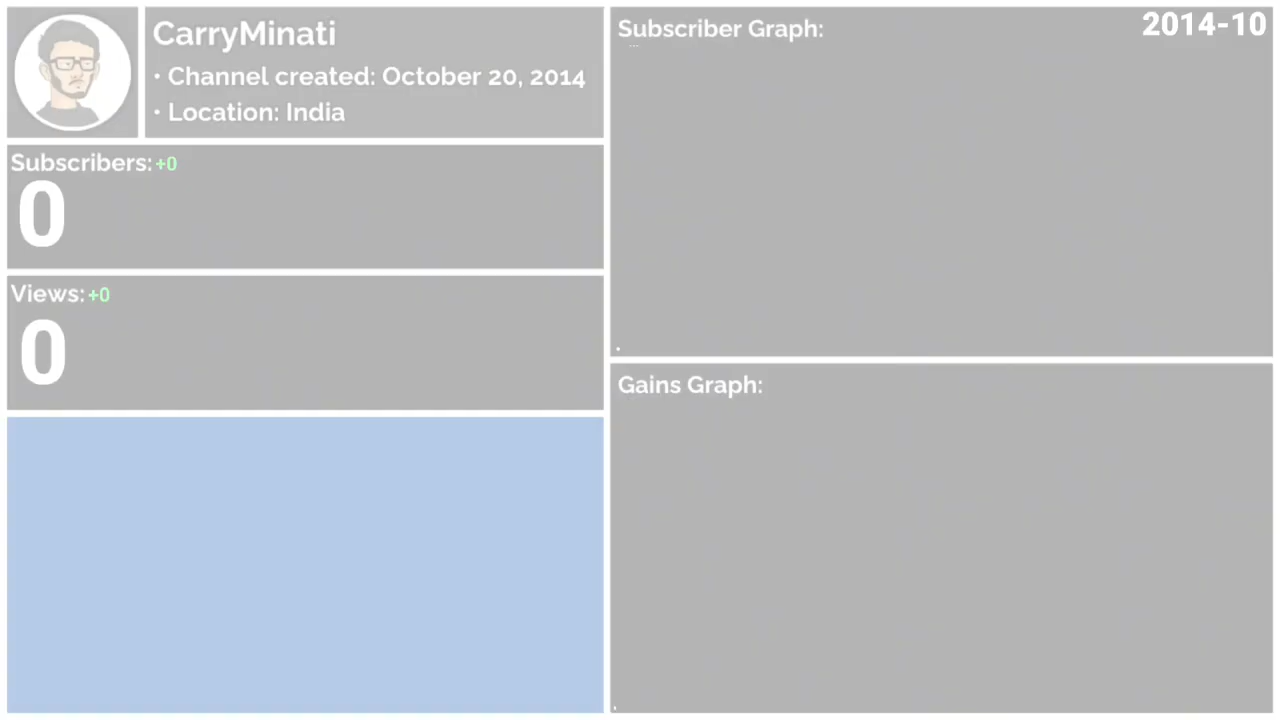 CarryMinati
• Channel created: October 20, 2014
• Location: India
Subscribers: +0
0
Views: +0
0
Subscriber Graph:
2014-10
Gains Graph: